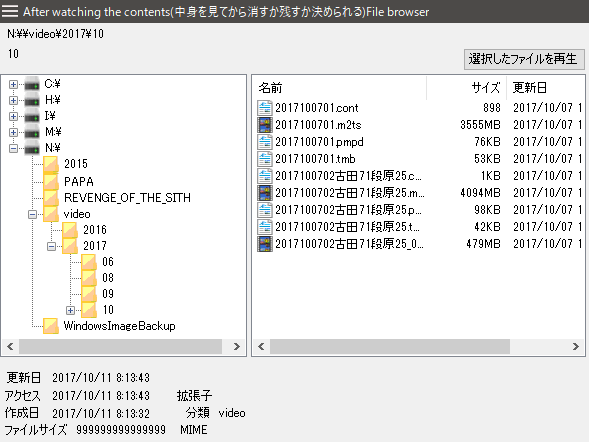 After watching the contents(中身を見てから消すか残すか決められる)File browser
N:¥¥video¥2017¥10
10
選択したファイルを再生
C:¥
H:¥
I:¥
M:¥
N:¥
2015
PAPA
REVENGE_OF_THE_SITH
video
2016
2017
06
08
09
10
WindowsImageBackup
名前 サイズ 更新日
2017100701.cont 898 2017/10/07 1
2017100701.m2ts 3555MB 2017/10/07 1
2017100701.pmpd 76KB 2017/10/07 1
2017100701.tmb 53KB 2017/10/07 1
2017100702古田71段原25.c... 1KB 2017/10/07 1
2017100702古田71段原25.m... 4094MB 2017/10/07 1
2017100702古田71段原25.p... 98KB 2017/10/07 1
2017100702古田71段原25.t... 42KB 2017/10/07 1
2017100702古田71段原25_0... 479MB 2017/10/07 1
更新日 2017/10/11 8:13:43
アクセス 2017/10/11 8:13:43 拡張子
作成日 2017/10/11 8:13:32 分類 video
ファイルサイズ 999999999999999 MIME